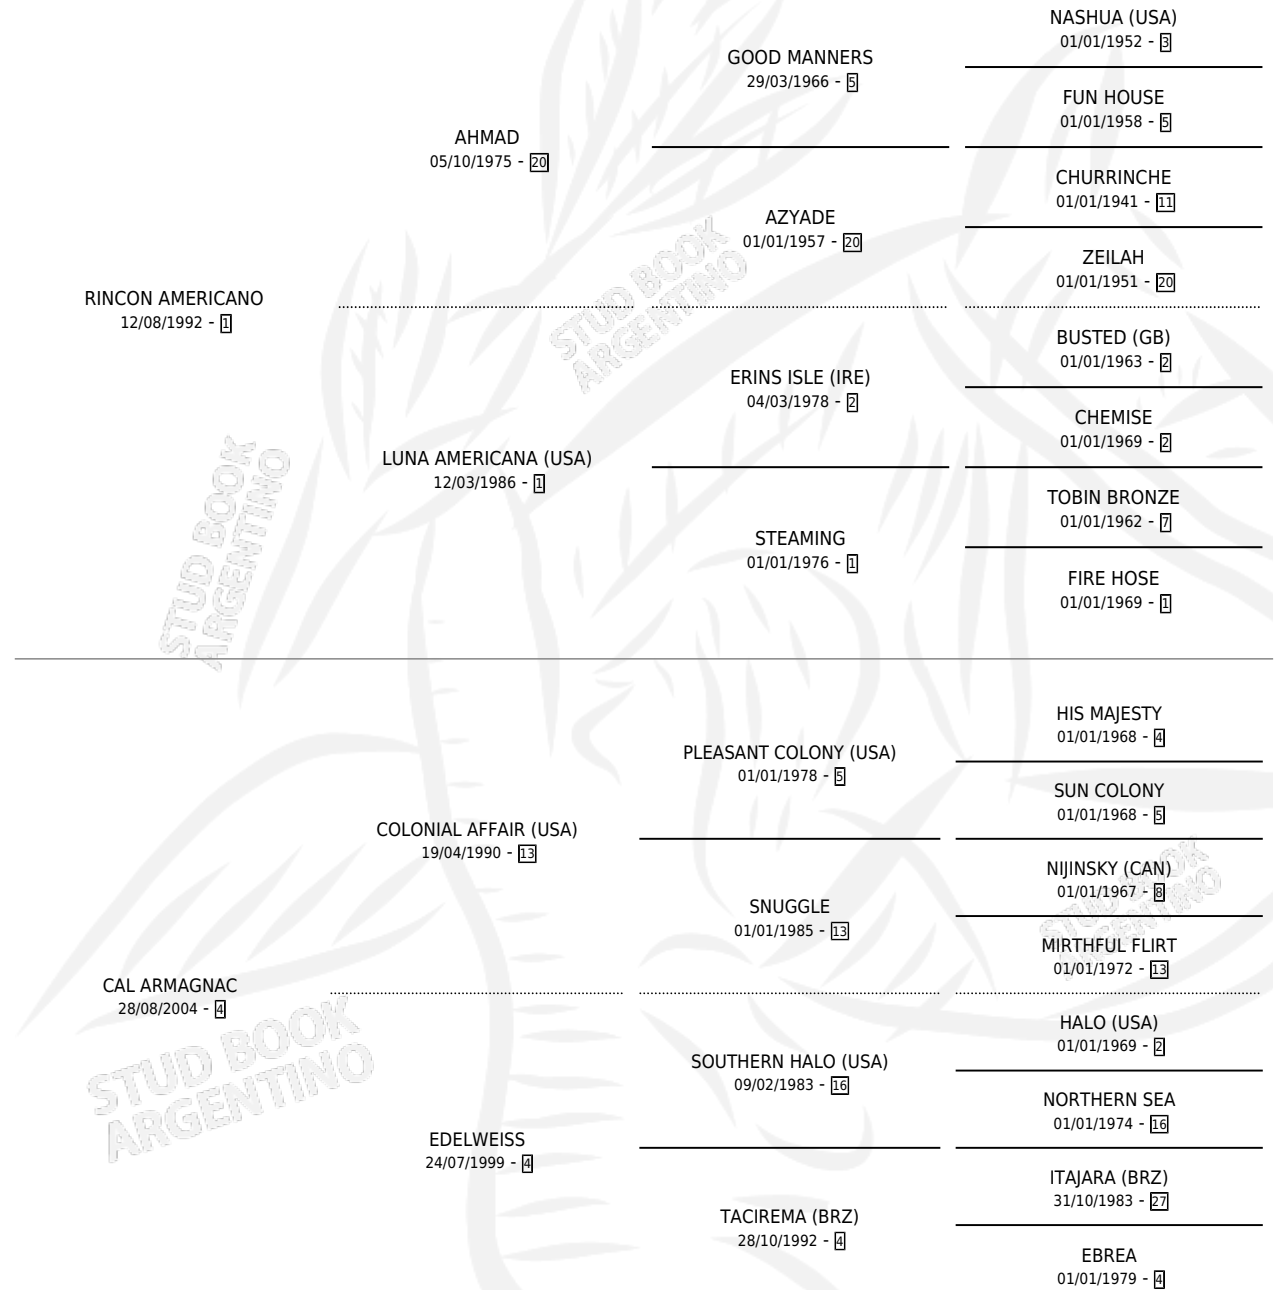 NASHUA (USA)
01/01/1952 - 3
GOOD MANNERS
29/03/1966 - 5
FUN HOUSE
01/01/1958 - 5
AHMAD
05/10/1975 - 20
CHURRINCHE
01/01/1941 - 11
AZYADE
01/01/1957 - 20
ZEILAH
01/01/1951 - 20
STUD BOOK
ARGENTINO
RINCON AMERICANO
12/08/1992 - 1
BUSTED (GB)
01/01/1963 - 2
ERINS ISLE (IRE)
04/03/1978 - 2
CHEMISE
01/01/1969 - 2
LUNA AMERICANA (USA)
12/03/1986 - 1
TOBIN BRONZE
01/01/1962 - 7
STEAMING
01/01/1976 - 1
FIRE HOSE
01/01/1969 - 1
STUD BOOK
ARGENTINO
HIS MAJESTY
01/01/1968 - 4
PLEASANT COLONY (USA)
01/01/1978 - 5
SUN COLONY
01/01/1968 - 5
COLONIAL AFFAIR (USA)
19/04/1990 - 13
NIJINSKY (CAN)
01/01/1967 - 8
SNUGGLE
01/01/1985 - 13
MIRTHFUL FLIRT
01/01/1972 - 13
STUD BOOK
ARGENTINO
CAL ARMAGNAC
28/08/2004 - 4
HALO (USA)
01/01/1969 - 2
SOUTHERN HALO (USA)
09/02/1983 - 16
NORTHERN SEA
01/01/1974 - 16
STUD BOOK
ARGENTINO
EDELWEISS
24/07/1999 - 4
ITAJARA (BRZ)
31/10/1983 - 27
TACIREMA (BRZ)
28/10/1992 - 4
EBREA
01/01/1979 - 4